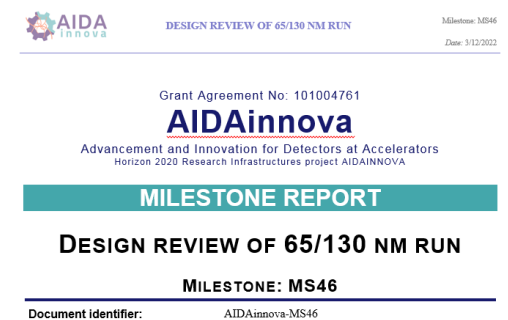 AIDA
innova
DESIGN REVIEW OF 65/130 NM RUN
Milestone: MS46
Date: 3/12/2022
Grant Agreement No: 101004761
AIDAinnova
Advancement and Innovation for Detectors at Accelerators
Horizon 2020 Research Infrastructures project AIDAINNOVA
MILESTONE REPORT
DESIGN REVIEW OF 65/130 NM RUN
MILESTONE: MS46
Document identifier: AIDAinnova-MS46